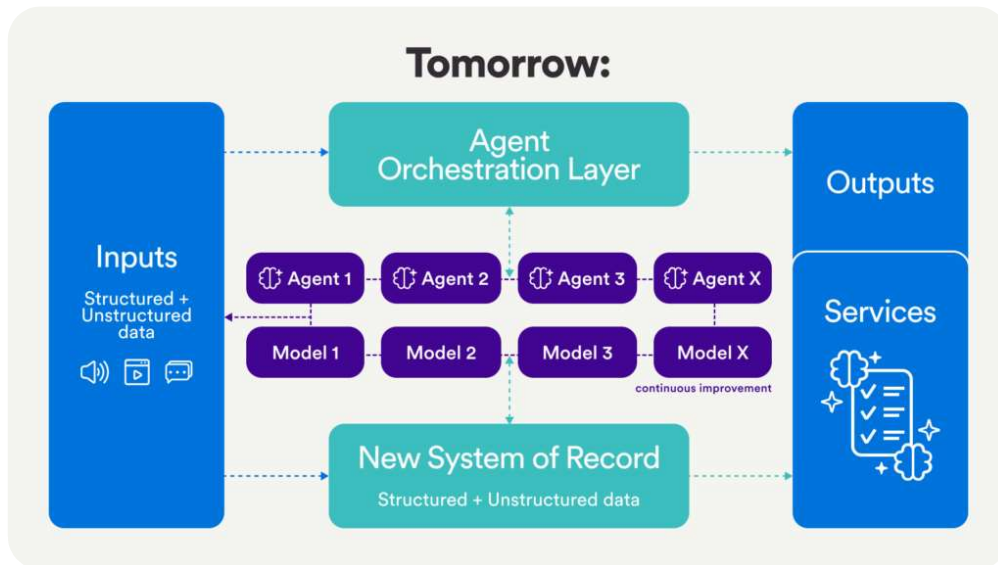 Tomorrow:
Inputs
Structured +
Unstructured
data
Agent
Orchestration Layer
Agent 1
Agent 2
Agent 3
Agent X
Model 1
Model 2
Model 3
Model X
continuous improvement
New System of Record
Structured + Unstructured data
Outputs
Services